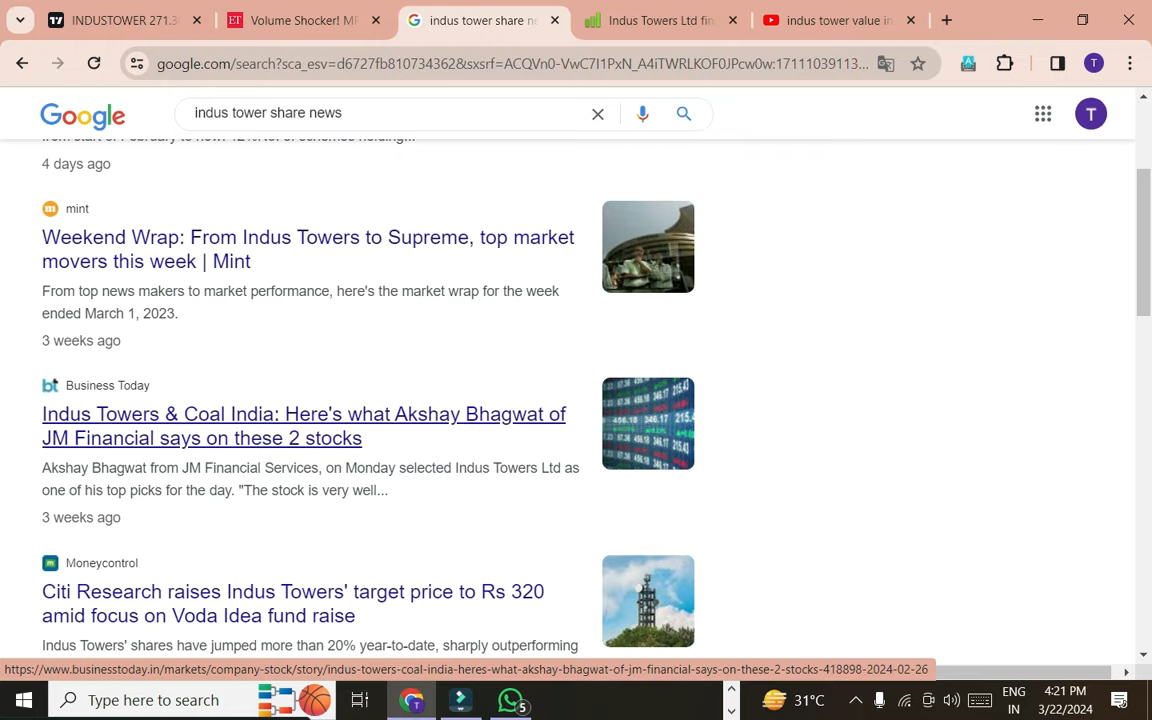 INDUSTOWER 271.3
Volume Shocker! MF
indus tower share ne
Indus Towers Ltd fin
indus tower value in
google.com/search?sca_esv=d6727fb810734362&sxsrf=ACQVn0-VwC7I1PxN_A4iTWRLKOF0JPcw0w:17111039113...
T
Google
indus tower share news
T
4 days ago
mint
Weekend Wrap: From Indus Towers to Supreme, top market
movers this week | Mint
From top news makers to market performance, here's the market wrap for the week
ended March 1, 2023.
3 weeks ago
bt Business Today
Indus Towers & Coal India: Here's what Akshay Bhagwat of
JM Financial says on these 2 stocks
Akshay Bhagwat from JM Financial Services, on Monday selected Indus Towers Ltd as
one of his top picks for the day. "The stock is very well...
3 weeks ago
Moneycontrol
Citi Research raises Indus Towers' target price to Rs 320
amid focus on Voda Idea fund raise
Indus Towers' shares have jumped more than 20% year-to-date, sharply outperforming
https://www.businesstoday.in/markets/company-stock/story/indus-towers-coal-india-heres-what-akshay-bhagwat-of-jm-financial-says-on-these-2-stocks-418898-2024-02-26
Type here to search
5
31°C
ENG
IN
4:21 PM
3/22/2024